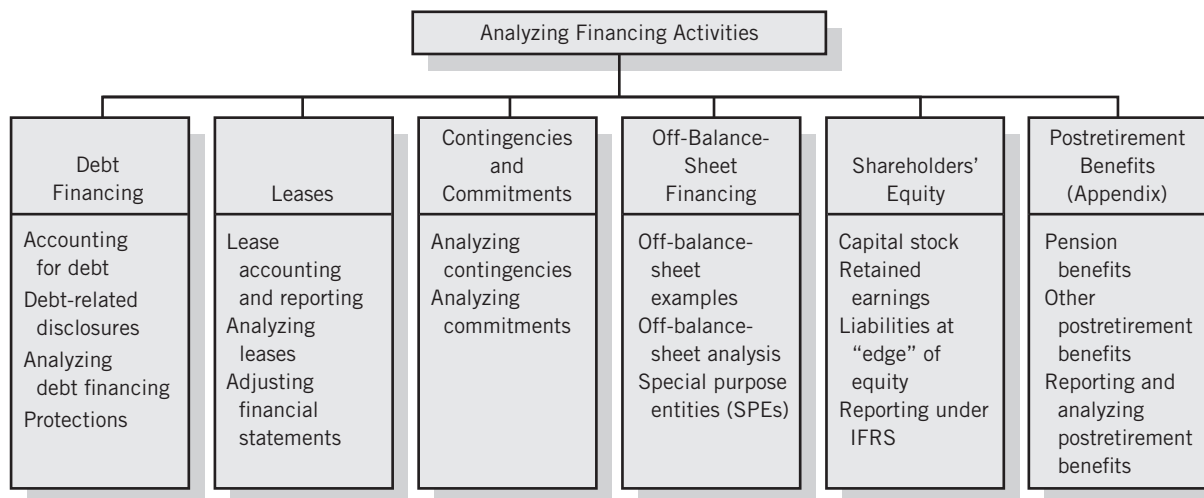 Analyzing Financing Activities
Debt
Financing
Accounting
for debt
Debt-related
disclosures
Analyzing
debt financing
Protections
Leases
Lease
accounting
and reporting
Analyzing
leases
Adjusting
financial
statements
Contingencies
and
Commitments
Analyzing
contingencies
Analyzing
commitments
Off-Balance-
Sheet
Financing
Off-balance-
sheet
examples
Off-balance-
sheet analysis
Special purpose
entities (SPEs)
Shareholders’
Equity
Capital stock
Retained
earnings
Liabilities at
“edge” of
equity
Reporting under
IFRS
Postretirement
Benefits
(Appendix)
Pension
benefits
Other
postretirement
benefits
Reporting and
analyzing
postretirement
benefits